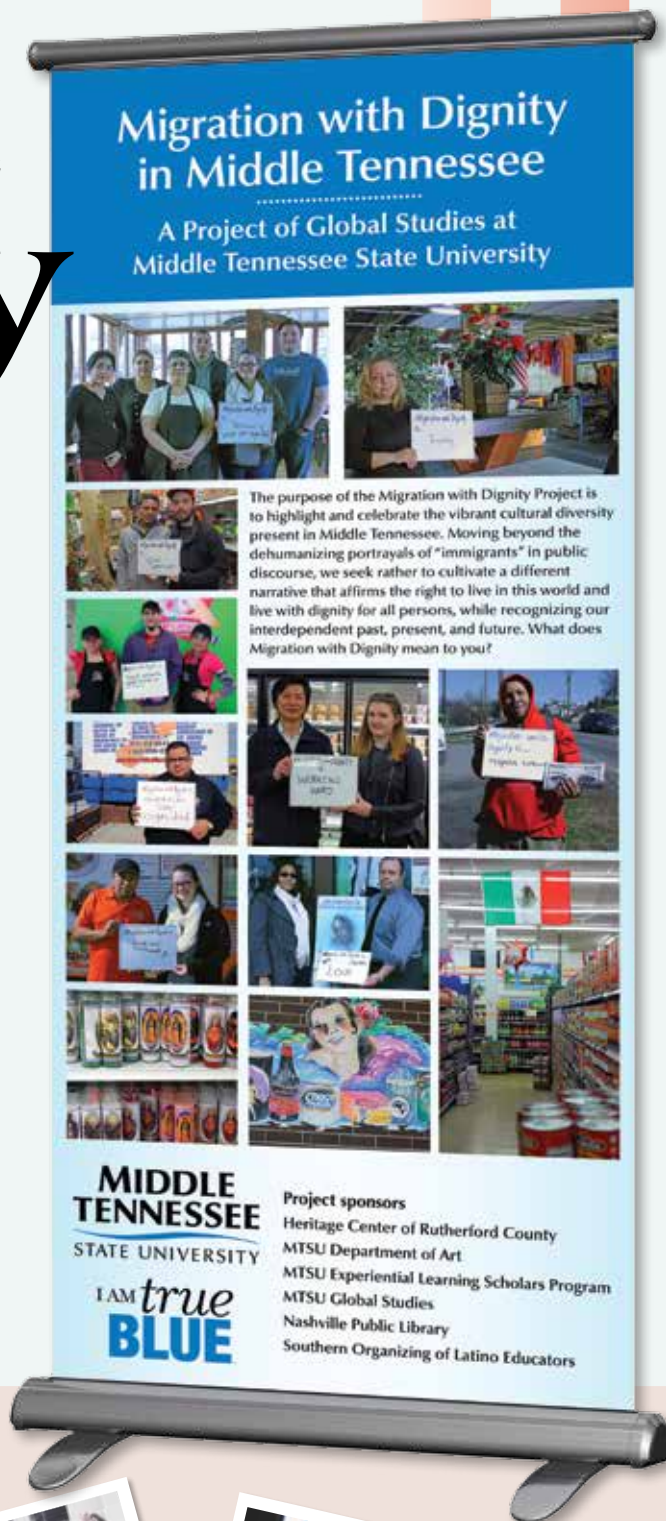 y
Migration with Dignity
in Middle Tennessee
A Project of Global Studies at
Middle Tennessee State University
The purpose of the Migration with Dignity Project is
to highlight and celebrate the vibrant cultural diversity
present in Middle Tennessee. Moving beyond the
dehumanizing portrayals of "immigrants" in public
discourse, we seek rather to cultivate a different
narrative that affirms the right to live in this world and
live with dignity for all persons, while recognizing our
interdependent past, present, and future. What does
Migration with Dignity mean to you?
WORKING
HARD
LOVE
MIDDLE
TENNESSEE
STATE UNIVERSITY
I AM true
BLUE
Project sponsors
Heritage Center of Rutherford County
MTSU Department of Art
MTSU Experiential Learning Scholars Program
MTSU Global Studies
Nashville Public Library
Southern Organizing of Latino Educators